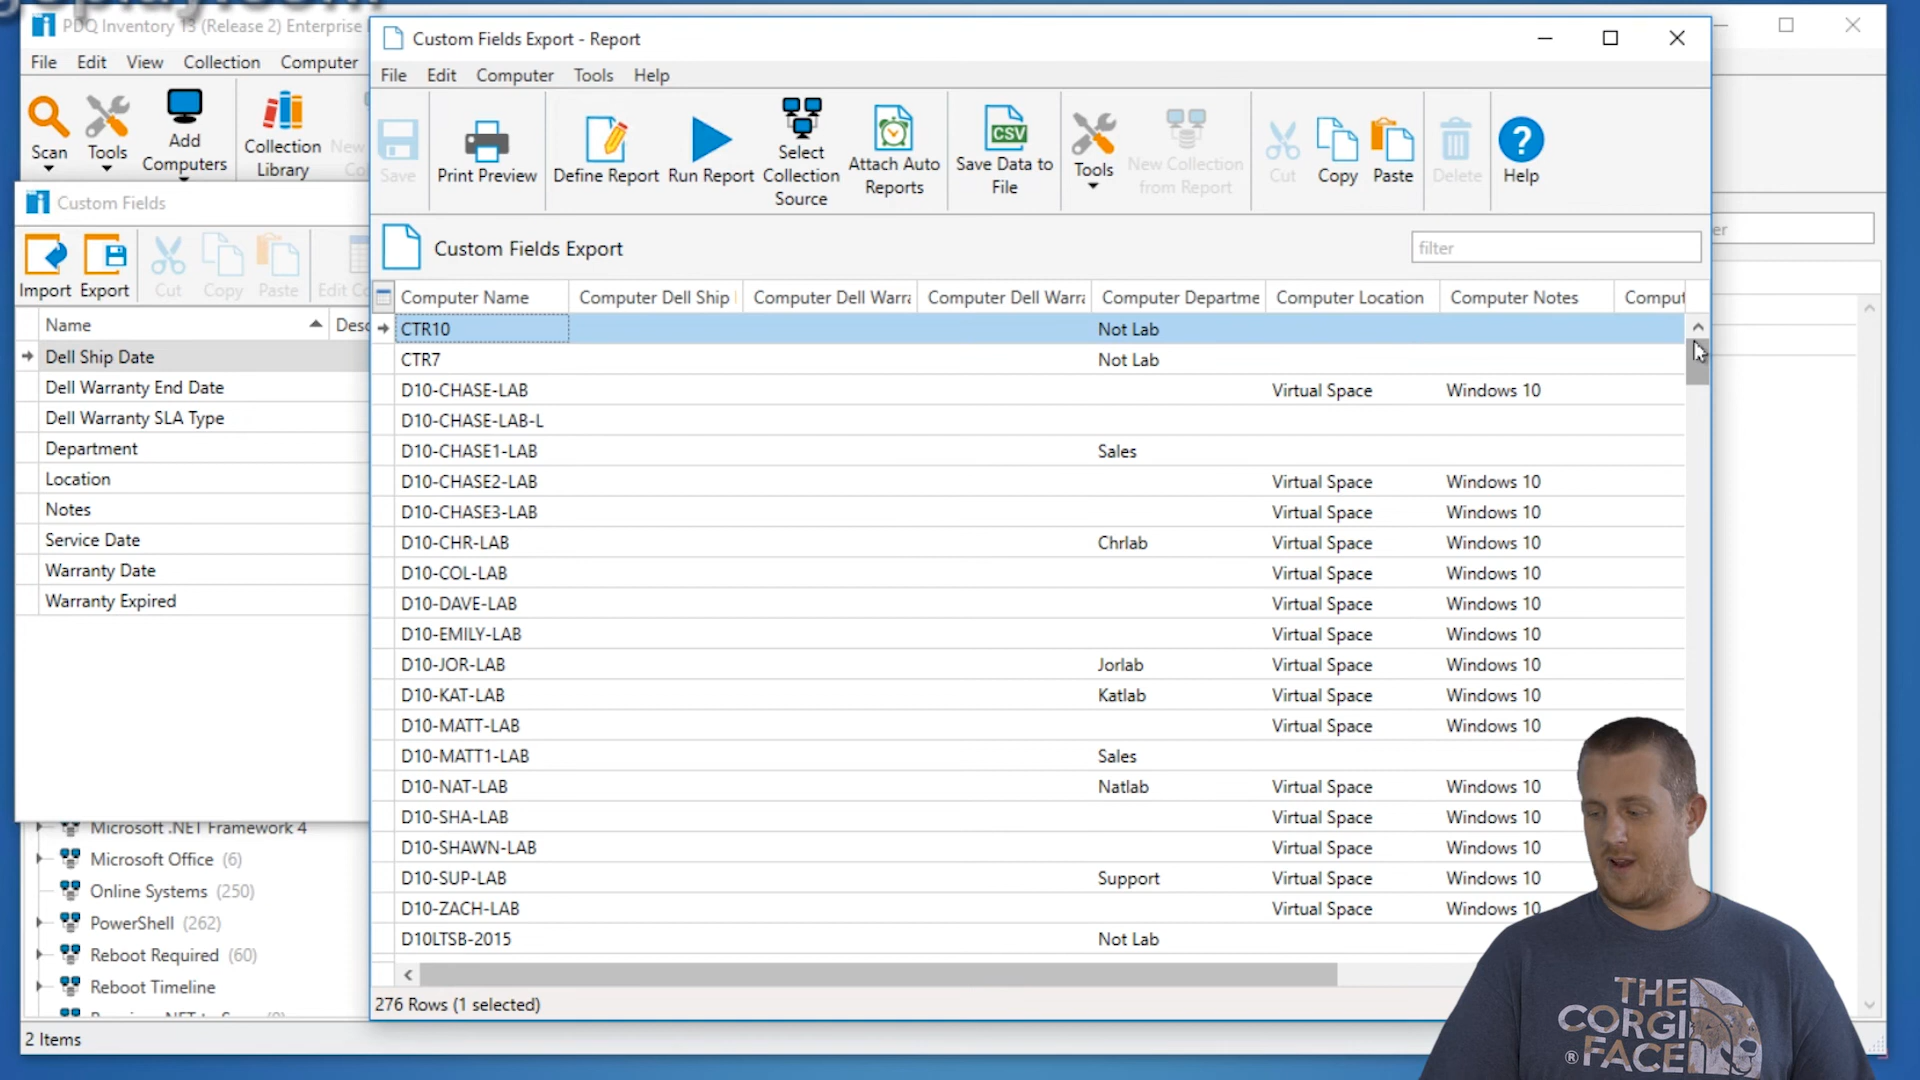 PDQ Inventory 13 (Release 2) Enterprise
File Edit View Collection Computer
Scan
Tools
Add Computers
Collection Library
New
Custom Fields
Import
Export
Cut
Copy
Paste
Name
Dell Ship Date
Dell Warranty End Date
Dell Warranty SLA Type
Department
Location
Notes
Service Date
Warranty Date
Warranty Expired
Microsoft .NET Framework 4
Microsoft Office (6)
Online Systems (250)
PowerShell (262)
Reboot Required (60)
Reboot Timeline
2 Items
Custom Fields Export - Report
File Edit Computer Tools Help
Save
Print Preview
Define Report
Run Report
Select Collection Source
Attach Auto Reports
CSV
Save Data to File
Tools
New Collection from Report
Cut
Copy
Paste
Delete
?
Help
Custom Fields Export
filter
Computer Name Computer Dell Ship Computer Dell Warra Computer Dell Warra Computer Departme Computer Location Computer Notes Comput
CTR10 Not Lab
CTR7 Not Lab
D10-CHASE-LAB Virtual Space Windows 10
D10-CHASE-LAB-L
D10-CHASE1-LAB Sales
D10-CHASE2-LAB Virtual Space Windows 10
D10-CHASE3-LAB Virtual Space Windows 10
D10-CHR-LAB Chrlab Virtual Space Windows 10
D10-COL-LAB Virtual Space Windows 10
D10-DAVE-LAB Virtual Space Windows 10
D10-EMILY-LAB Virtual Space Windows 10
D10-JOR-LAB Jorlab Virtual Space Windows 10
D10-KAT-LAB Katlab Virtual Space Windows 10
D10-MATT-LAB Virtual Space Windows 10
D10-MATT1-LAB Sales
D10-NAT-LAB Natlab Virtual Space Windows 10
D10-SHA-LAB Virtual Space Windows 10
D10-SHAWN-LAB Virtual Space Windows 10
D10-SUP-LAB Support Virtual Space Windows 10
D10-ZACH-LAB Virtual Space Windows 10
D10LTSB-2015 Not Lab
276 Rows (1 selected)
THE
CORGI
® FACE